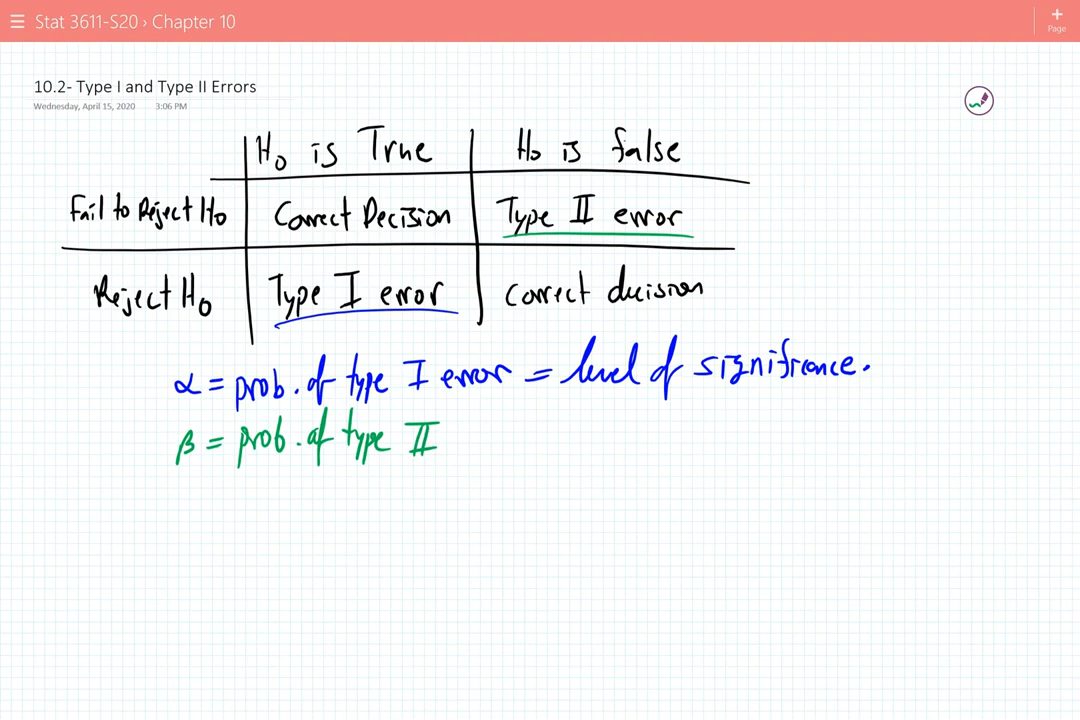 Stat 3611-S20 › Chapter 10
+
Page
10.2- Type I and Type II Errors
Wednesday, April 15, 2020 3:06 PM
H₀ is True H₀ is false
Fail to Reject H₀ Correct Decision Type II error
Reject H₀ Type I error correct decision
α = prob. of type I error = level of significance.
β = prob. of type II